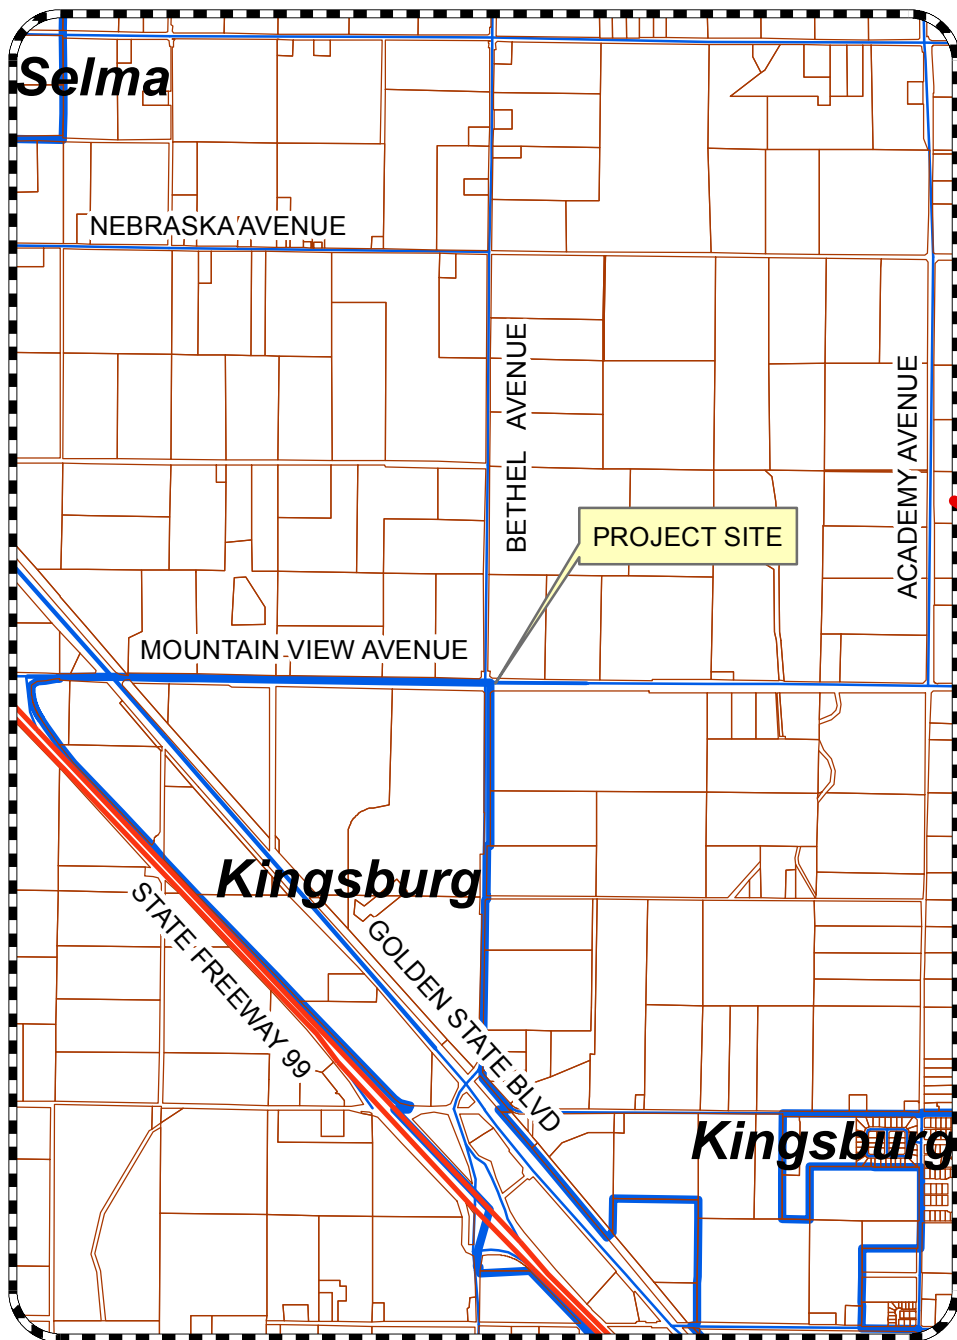 Selma
NEBRASKA AVENUE
BETHEL AVENUE
ACADEMY AVENUE
PROJECT SITE
MOUNTAIN VIEW AVENUE
Kingsburg
STATE FREEWAY 99
GOLDEN STATE BLVD
Kingsburg